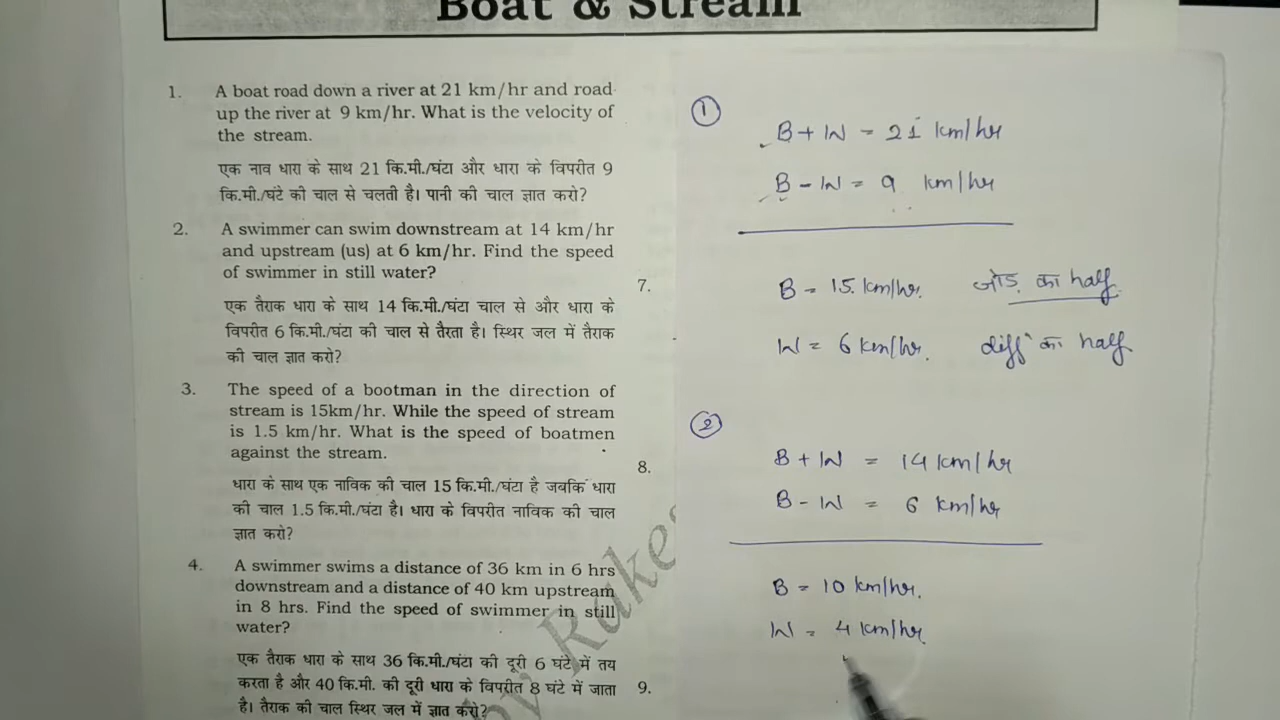 Boat & Stream
1. A boat road down a river at 21 km/hr and road
up the river at 9 km/hr. What is the velocity of
the stream.
एक नाव धारा के साथ 21 कि.मी./घंटा और धारा के विपरीत 9
कि.मी./घंटे की चाल से चलती है। पानी की चाल ज्ञात करो?
2. A swimmer can swim downstream at 14 km/hr
and upstream (us) at 6 km/hr. Find the speed
of swimmer in still water?
एक तैराक धारा के साथ 14 कि.मी./घंटा चाल से और धारा के
विपरीत 6 कि.मी./घंटा की चाल से तैरता है। स्थिर जल में तैराक
की चाल ज्ञात करो?
3. The speed of a bootman in the direction of
stream is 15km/hr. While the speed of stream
is 1.5 km/hr. What is the speed of boatmen
against the stream.
धारा के साथ एक नाविक की चाल 15 कि.मी./घंटा है जबकि धारा
की चाल 1.5 कि.मी./घंटा है। धारा के विपरीत नाविक की चाल
ज्ञात करो?
4. A swimmer swims a distance of 36 km in 6 hrs
downstream and a distance of 40 km upstream
in 8 hrs. Find the speed of swimmer in still
water?
एक तैराक धारा के साथ 36 कि.मी./घंटा की दूरी 6 घंटे में तय
करता है और 40 कि.मी. की दूरी धारा के विपरीत 8 घंटे में जाता
है। तैराक की चाल स्थिर जल में ज्ञात करो?
7.
8.
9.
by Rakes
1
B + W = 21 km/hr
B - W = 9 km/hr
B = 15 km/hr. जोड़ का half
W = 6 km/hr. diff का half
2
B + W = 14 km/hr
B - W = 6 km/hr
B = 10 km/hr.
W = 4 km/hr.